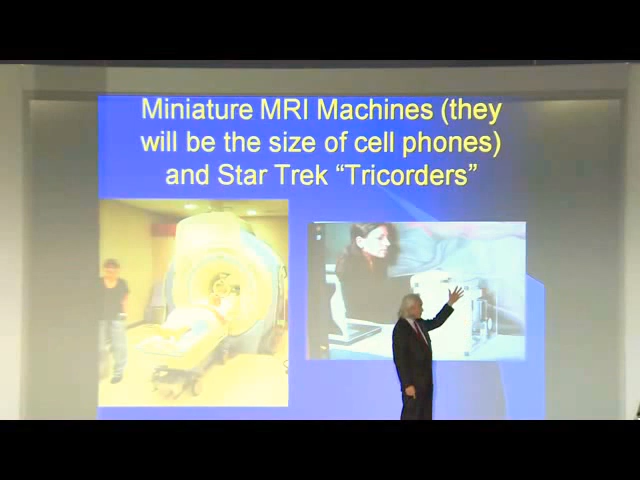 Miniature MRI Machines (they
will be the size of cell phones)
and Star Trek “Tricorders”